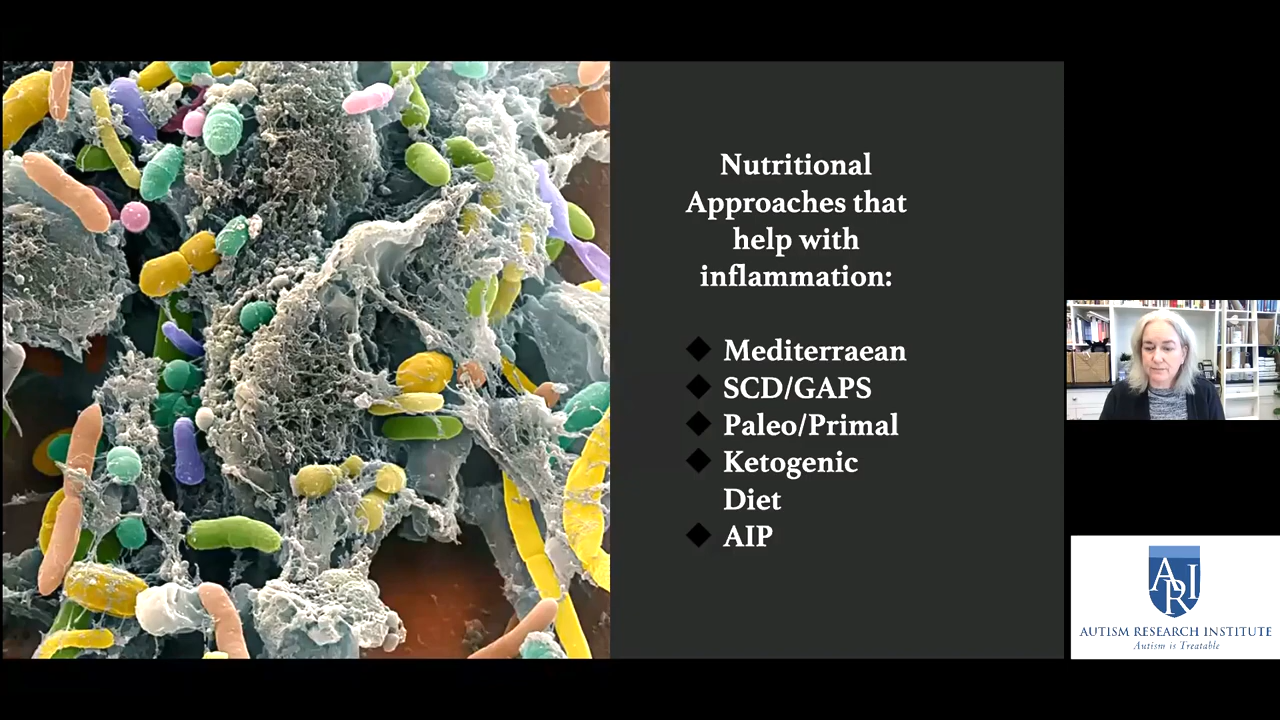 Nutritional
Approaches that
help with
inflammation:
Mediterraean
SCD/GAPS
Paleo/Primal
Ketogenic
Diet
AIP
ARI
AUTISM RESEARCH INSTITUTE
Autism is Treatable